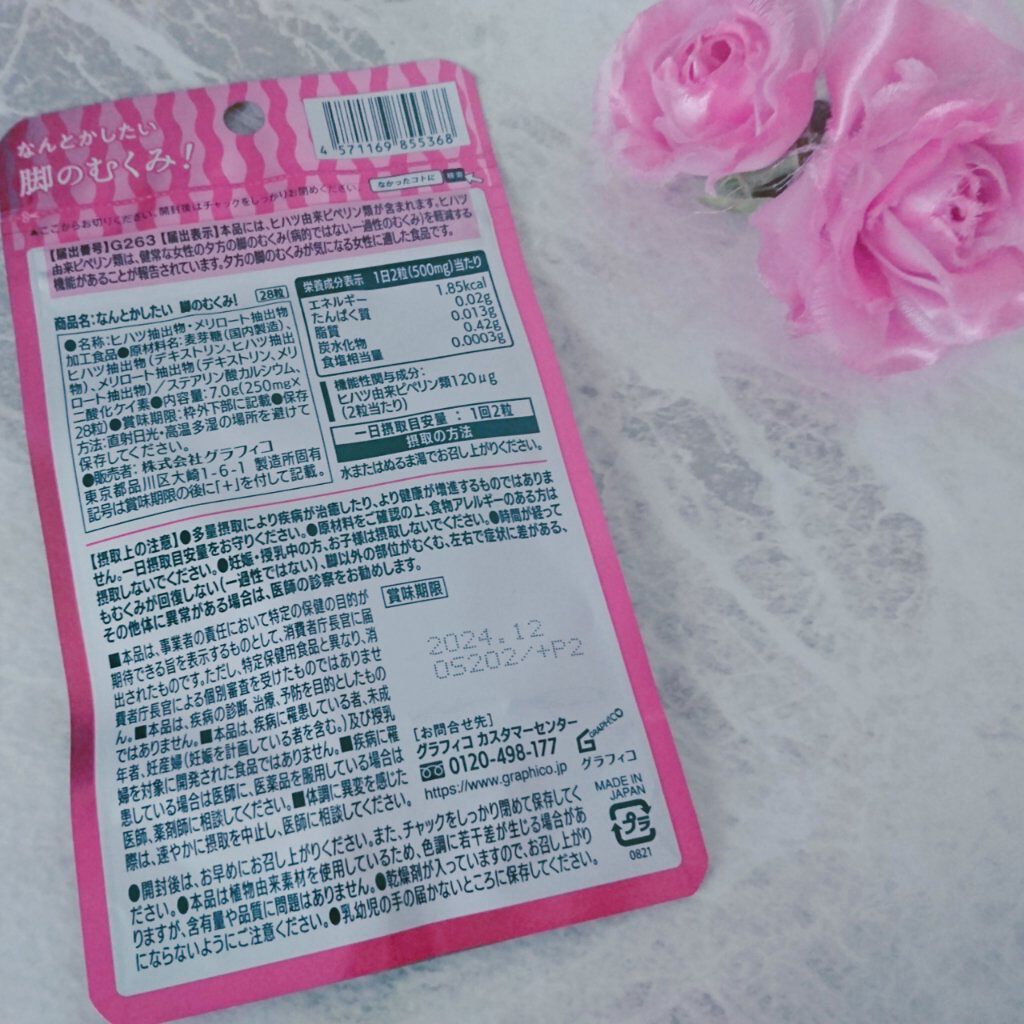 なんとかしたい
脚のむくみ!
4 571169 855368
なかったコトに 検索
▲ここからお切りください。開封後はチャックをしっかりお閉めください。
【届出番号】G263【届出表示】本品には、ヒハツ由来ピペリン類が含まれます。ヒハツ
由来ピペリン類は、健常な女性の夕方の脚のむくみ(病的ではない一過性のむくみ)を軽減する
機能があることが報告されています。夕方の脚のむくみが気になる女性に適した食品です。
商品名:なんとかしたい 脚のむくみ! 28粒
●名称:ヒハツ抽出物・メリロート抽出物
加工食品●原材料名:麦芽糖(国内製造)、
ヒハツ抽出物(デキストリン、ヒハツ抽出
物)、メリロート抽出物(デキストリン、メリ
ロート抽出物)/ステアリン酸カルシウム、
二酸化ケイ素●内容量:7.0g(250mg×
28粒)●賞味期限:枠外下部に記載●保存
方法:直射日光・高温多湿の場所を避けて
保存してください。
●販売者:株式会社グラフィコ
東京都品川区大崎1-6-1 製造所固有
記号は賞味期限の後に「+」を付して記載。
栄養成分表示 1日2粒(500mg)当たり
エネルギー 1.85kcal
たんぱく質 0.02g
脂質 0.013g
炭水化物 0.42g
食塩相当量 0.0003g
機能性関与成分:
ヒハツ由来ピペリン類120μg
(2粒当たり)
一日摂取目安量 : 1回2粒
摂取の方法
水またはぬるま湯でお召し上がりください。
【摂取上の注意】●多量摂取により疾病が治癒したり、より健康が増進するものではありま
せん。一日摂取目安量をお守りください。●原材料をご確認の上、食物アレルギーのある方は
摂取しないでください。●妊娠・授乳中の方、お子様は摂取しないでください。●時間が経って
もむくみが回復しない(一過性ではない)、脚以外の部位がむくむ、左右で症状に差がある、
その他体に異常がある場合は、医師の診察をお勧めします。
■本品は、事業者の責任において特定の保健の目的が
期待できる旨を表示するものとして、消費者庁長官に届
出されたものです。ただし、特定保健用食品と異なり、消
費者庁長官による個別審査を受けたものではありませ
ん。■本品は、疾病の診断、治療、予防を目的としたもの
ではありません。■本品は、疾病に罹患している者、未成
年者、妊産婦(妊娠を計画している者を含む。)及び授乳
婦を対象に開発された食品ではありません。■疾病に罹
患している場合は医師に、医薬品を服用している場合は
医師、薬剤師に相談してください。■体調に異変を感じた
際は、速やかに摂取を中止し、医師に相談してください。
賞味期限
2024.12
OS202/+P2
[お問合せ先]
グラフィコ カスタマーセンター
0120-498-177
https://www.graphico.jp
GRAPHICO
グラフィコ
MADE IN
JAPAN
プラ
0821
●開封後は、お早めにお召し上がりください。また、チャックをしっかり閉めて保存してく
ださい。●本品は植物由来素材を使用しているため、色調に若干差が生じる場合があ
りますが、含有量や品質に問題はありません。●乾燥剤が入っていますので、お召し上がり
にならないようにご注意ください。●乳幼児の手の届かないところに保存してください。